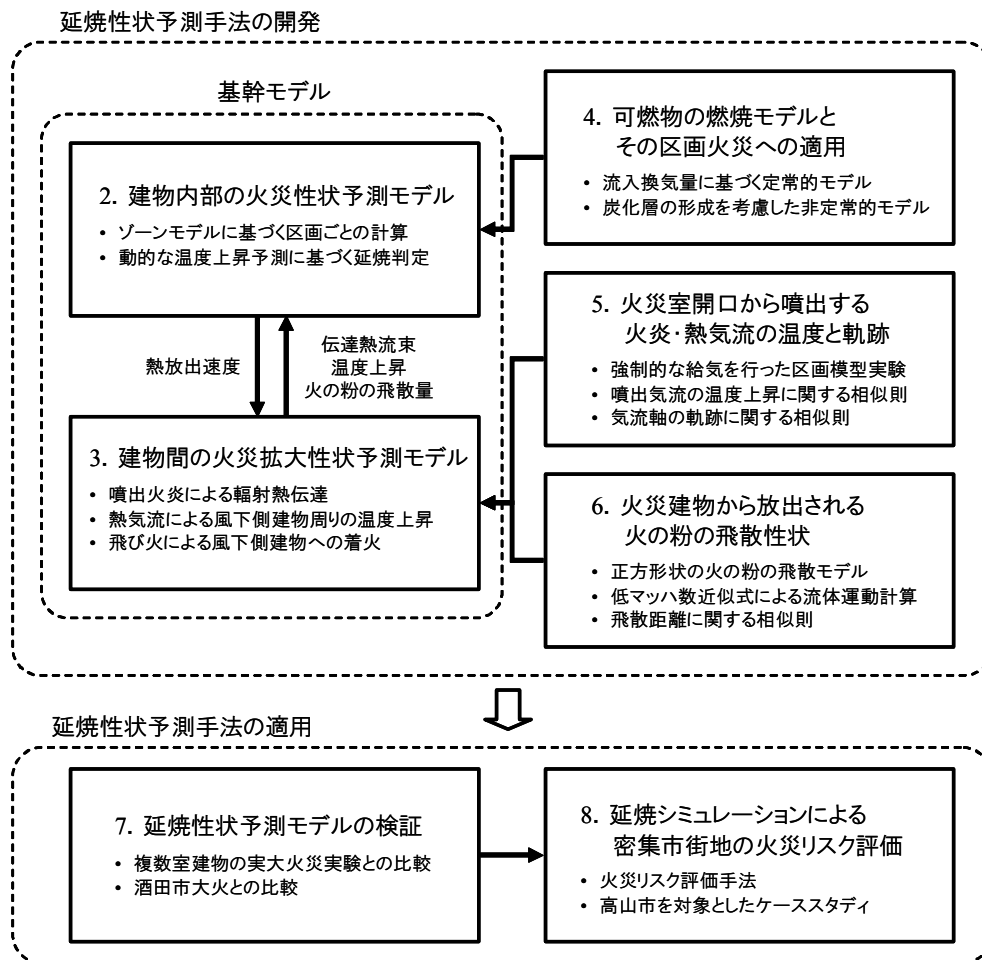 延焼性状予測手法の開発
基幹モデル
2. 建物内部の火災性状予測モデル
• ゾーンモデルに基づく区画ごとの計算
• 動的な温度上昇予測に基づく延焼判定
熱放出速度
伝達熱流束
温度上昇
火の粉の飛散量
3. 建物間の火災拡大性状予測モデル
• 噴出火炎による輻射熱伝達
• 熱気流による風下側建物周りの温度上昇
• 飛び火による風下側建物への着火
4. 可燃物の燃焼モデルと
その区画火災への適用
• 流入換気量に基づく定常的モデル
• 炭化層の形成を考慮した非定常的モデル
5. 火災室開口から噴出する
火炎・熱気流の温度と軌跡
• 強制的な給気を行った区画模型実験
• 噴出気流の温度上昇に関する相似則
• 気流軸の軌跡に関する相似則
6. 火災建物から放出される
火の粉の飛散性状
• 正方形状の火の粉の飛散モデル
• 低マッハ数近似式による流体運動計算
• 飛散距離に関する相似則
延焼性状予測手法の適用
7. 延焼性状予測モデルの検証
• 複数室建物の実大火災実験との比較
• 酒田市大火との比較
8. 延焼シミュレーションによる
密集市街地の火災リスク評価
• 火災リスク評価手法
• 高山市を対象としたケーススタディ